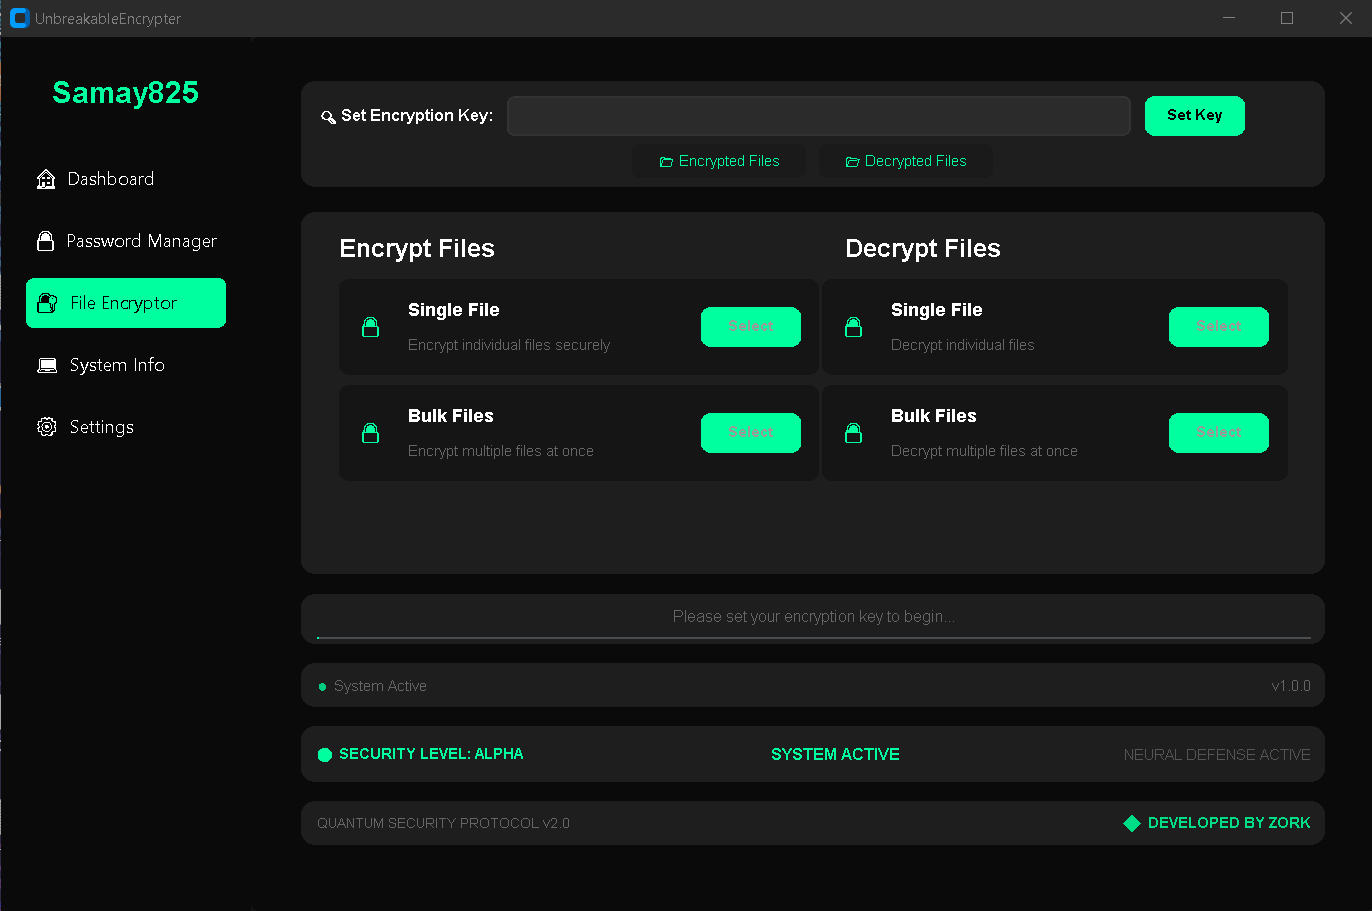 UnbreakableEncrypter
Samay825
Dashboard
Password Manager
File Encryptor
System Info
Settings
Set Encryption Key:
Set Key
Encrypted Files
Decrypted Files
Encrypt Files
Single File
Encrypt individual files securely
Select
Bulk Files
Encrypt multiple files at once
Select
Decrypt Files
Single File
Decrypt individual files
Select
Bulk Files
Decrypt multiple files at once
Select
Please set your encryption key to begin...
System Active
v1.0.0
SECURITY LEVEL: ALPHA
SYSTEM ACTIVE
NEURAL DEFENSE ACTIVE
QUANTUM SECURITY PROTOCOL v2.0
DEVELOPED BY ZORK